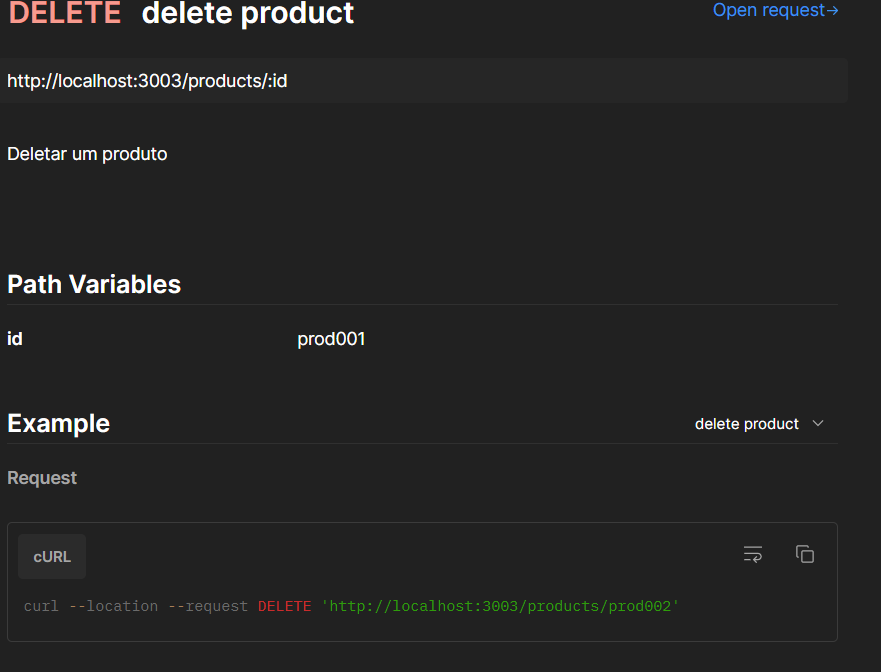 DELETE delete product
Open request→
http://localhost:3003/products/:id
Deletar um produto
Path Variables
id prod001
Example
delete product
Request
cURL
curl --location --request DELETE 'http://localhost:3003/products/prod002'